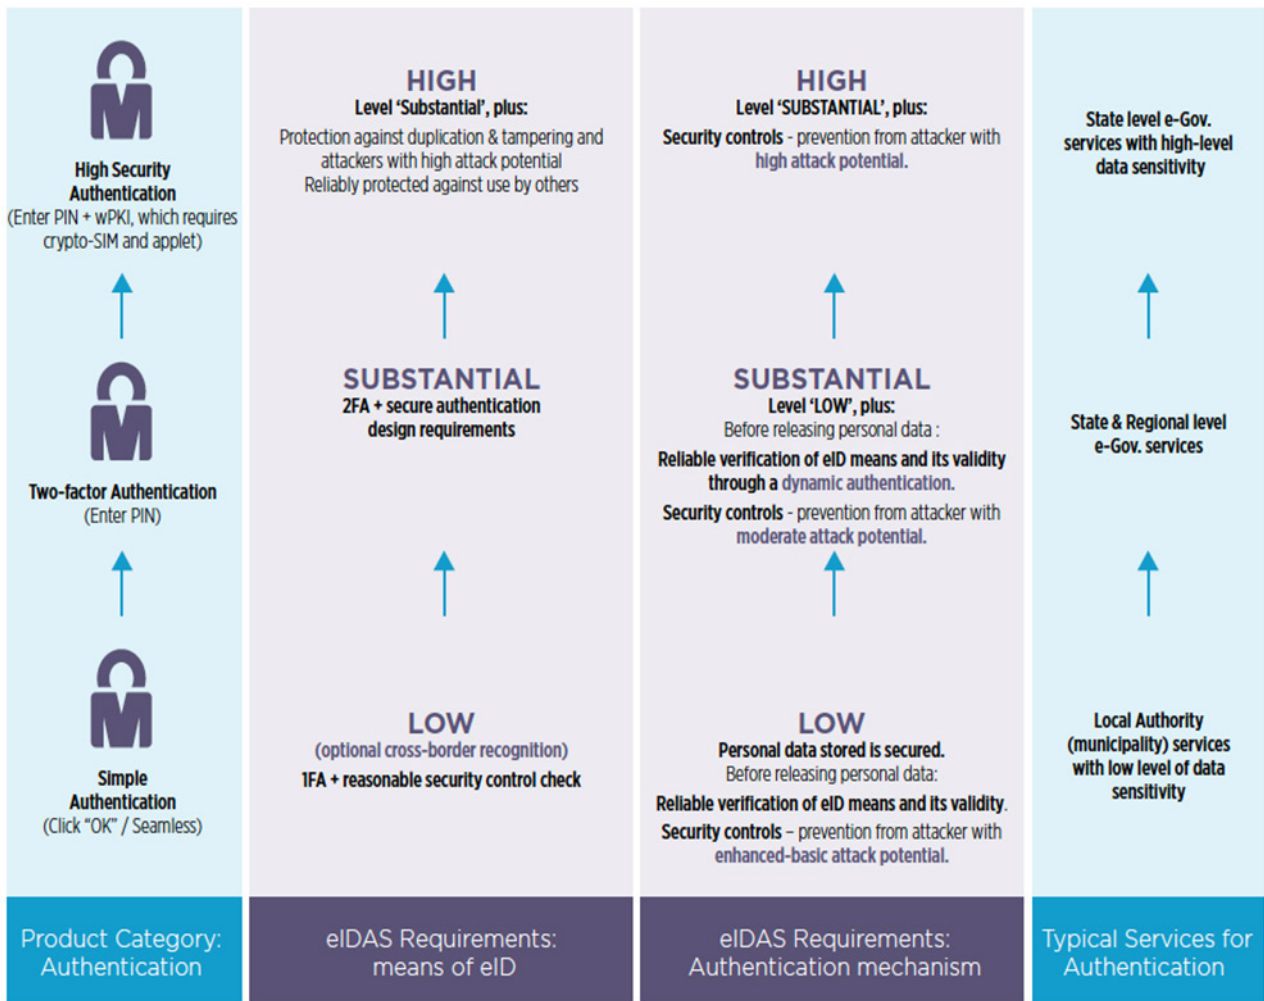 High Security
Authentication
(Enter PIN + wPKI, which requires
crypto-SIM and applet)
Two-factor Authentication
(Enter PIN)
Simple
Authentication
(Click “OK” / Seamless)
Product Category:
Authentication
HIGH
Level ‘Substantial’, plus:
Protection against duplication & tampering and
attackers with high attack potential
Reliably protected against use by others
SUBSTANTIAL
2FA + secure authentication
design requirements
LOW
(optional cross-border recognition)
1FA + reasonable security control check
eIDAS Requirements:
means of eID
HIGH
Level ‘SUBSTANTIAL’, plus:
Security controls - prevention from attacker with
high attack potential.
SUBSTANTIAL
Level ‘LOW’, plus:
Before releasing personal data :
Reliable verification of eID means and its validity
through a dynamic authentication.
Security controls - prevention from attacker with
moderate attack potential.
LOW
Personal data stored is secured.
Before releasing personal data:
Reliable verification of eID means and its validity.
Security controls – prevention from attacker with
enhanced-basic attack potential.
eIDAS Requirements:
Authentication mechanism
State level e-Gov.
services with high-level
data sensitivity
State & Regional level
e-Gov. services
Local Authority
(municipality) services
with low level of data
sensitivity
Typical Services for
Authentication